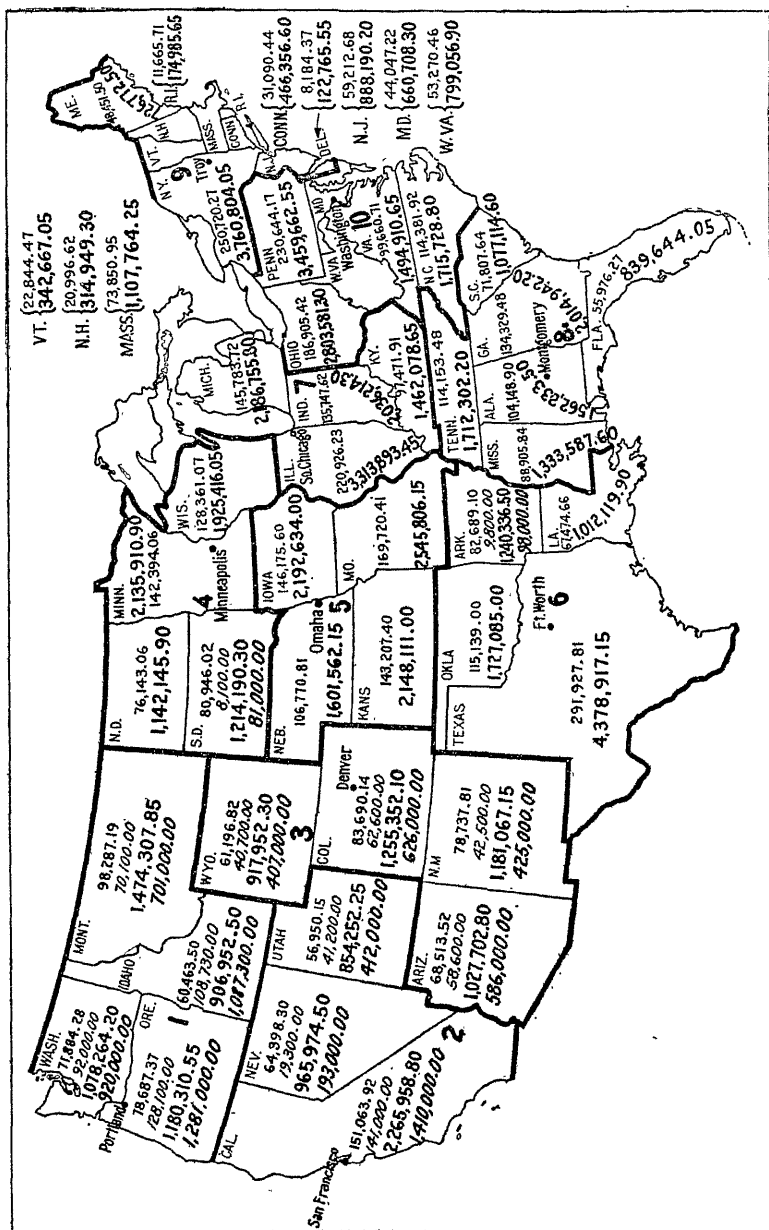 WASH.
71,884.28
92,000.00
1,078,264.20
920,000.00
Portland
ORE.
78,687.37
128,100.00
1,180,310.55
1,281,000.00
1
IDAHO
60,463.50
108,730.00
906,952.50
1,087,300.00
MONT.
98,287.19
70,100.00
1,474,307.85
701,000.00
CAL.
San Francisco
151,063.92
141,000.00
2,265,958.80
1,410,000.00
2
NEV.
64,398.30
19,300.00
965,974.50
193,000.00
UTAH
56,950.15
41,200.00
854,252.25
412,000.00
ARIZ.
68,513.52
58,600.00
1,027,702.80
586,000.00
WYO.
61,196.82
40,700.00
917,952.30
407,000.00
3
COL.
Denver
83,690.14
62,600.00
1,255,352.10
626,000.00
N.M
78,737.81
42,500.00
1,181,067.15
425,000.00
N.D.
76,143.06
1,142,145.90
S.D. 80,946.02
8,100.00
1,214,190.30
81,000.00
MINN.
2,135,910.90
142,394.06
4
Minneapolis
WIS.
128,361.07
1,925,416.05
NEB.
106,770.81
Omaha
1,601,562.15
5
KANS
143,207.40
2,148,111.00
IOWA
146,175.60
2,192,634.00
MO.
169,720.41
2,545,806.15
OKLA
115,139.00
1,727,085.00
TEXAS
Ft. Worth
6
291,927.81
4,378,917.15
ARK.
82,689.10
9,800.00
1,240,336.50
98,000.00
LA.
67,474.66
1,012,119.90
MICH.
145,783.72
2,186,755.80
ILL.
So. Chicago
220,926.23
3,313,893.45
IND.
7
135,747.62
2,036,214.30
OHIO
186,905.42
2,803,581.30
KY.
97,471.91
1,462,078.65
TENN.
114,153.48
1,712,302.20
MISS.
88,905.84
1,333,587.60
ALA.
104,148.90
1,562,233.50
Montgomery
8
GA.
134,329.48
2,014,942.20
FLA. 55,976.27
839,644.05
S.C.
71,807.64
1,077,114.60
N C 114,381.92
1,715,728.80
VA.
10
99,660.71
1,494,910.65
Washington
W.VA
MD
PENN
230,644.17
3,459,662.55
N.Y.
9
Troy
250,720.27
3,760,804.05
N.J.
VT.
N.H
MASS.
CONN
R.I.
ME.
48,451.50
726,772.50
VT. {22,844.47
342,667.05
N.H. {20,996.62
314,949.30
MASS {73,850.95
1,107,764.25
R.I. {11,665.71
174,985.65
CONN {31,090.44
466,356.60
DEL {8,184.37
122,765.55
N.J. {59,212.68
888,190.20
MD. {44,047.22
660,708.30
W.VA {53,270.46
799,056.90